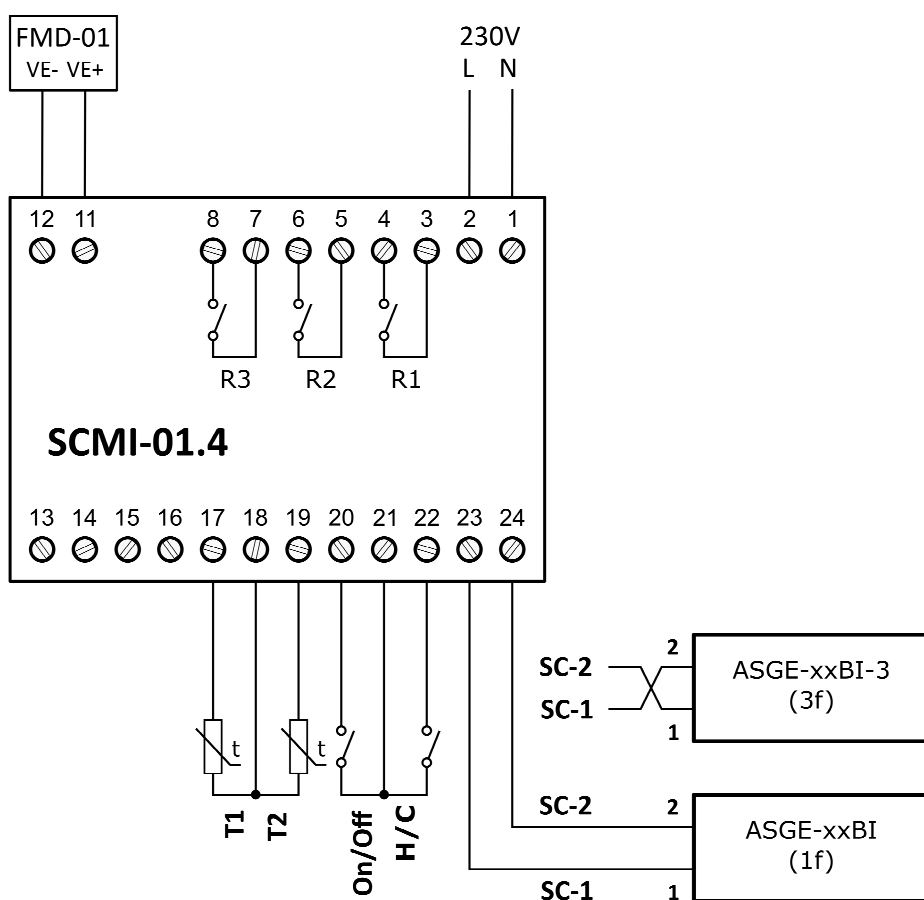 FMD-01
VE- VE+
230V
L N
12 11 8 7 6 5 4 3 2 1
R3 R2 R1
SCMI-01.4
13 14 15 16 17 18 19 20 21 22 23 24
SC-2 2
ASGE-xxBI-3
(3f)
SC-1 1
t t
T1 T2 On/Off H/C
SC-2 2
ASGE-xxBI
(1f)
SC-1 1